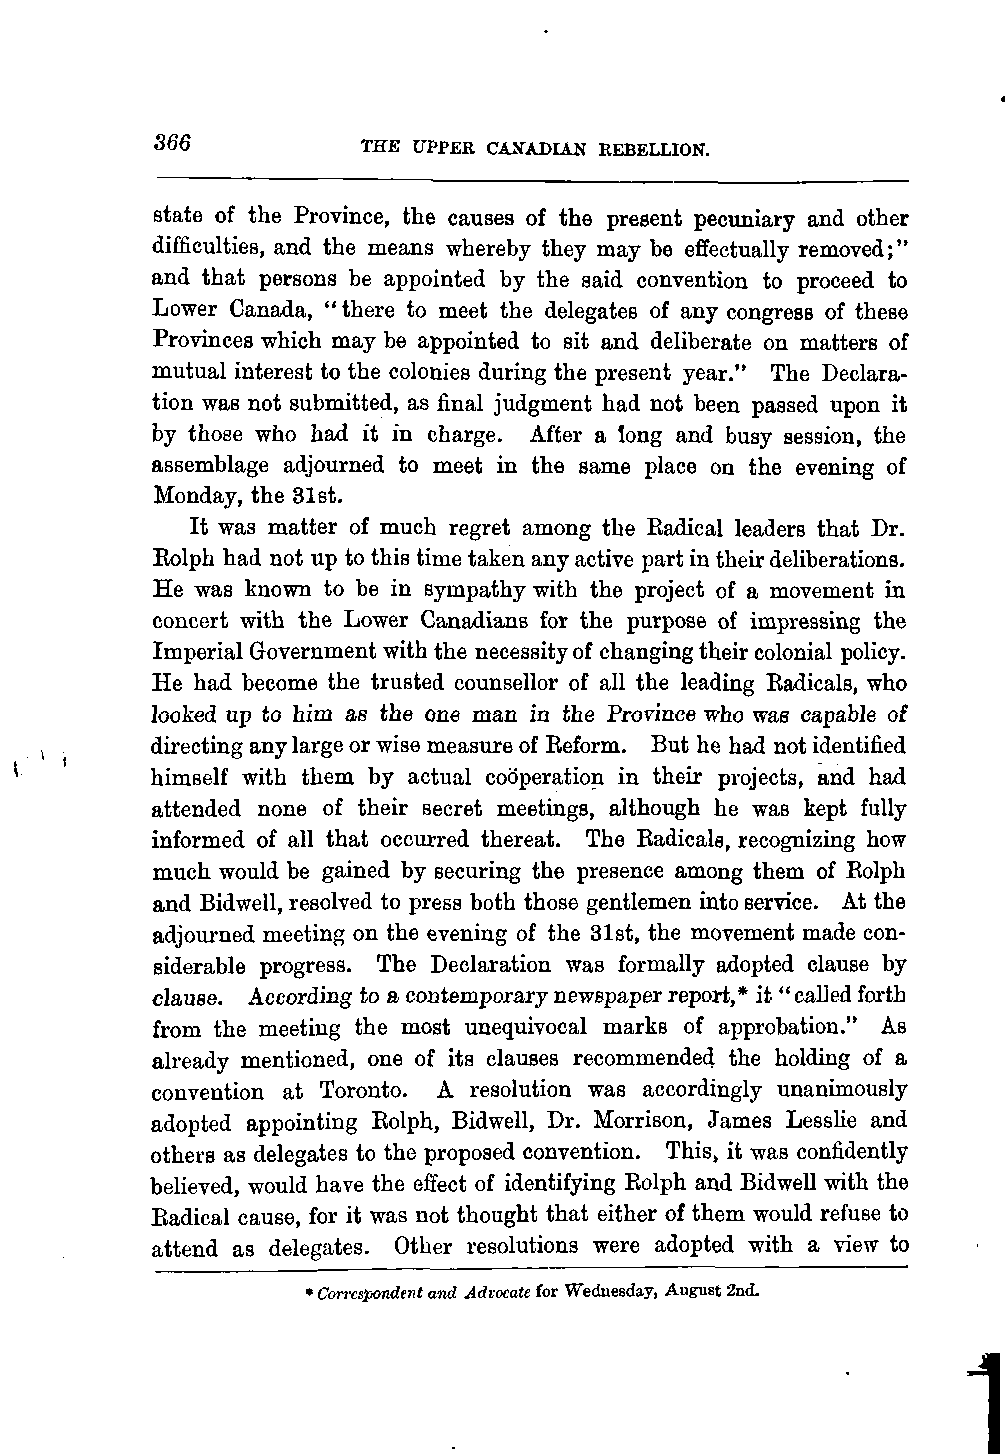 366
THE UPPER CANADIAN REBELLION.
state of the Province, the causes of the present pecuniary and other
difficulties, and the means whereby they may be effectually removed;"
and that persons be appointed by the said convention to proceed to
Lower Canada, "there to meet the delegates of any congress of these
Provinces which may be appointed to sit and deliberate on matters of
mutual interest to the colonies during the present year." The Declara-
tion was not submitted, as final judgment had not been passed upon it
by those who had it in charge. After a long and busy session, the
assemblage adjourned to meet in the same place on the evening of
Monday, the 31st.
It was matter of much regret among the Radical leaders that Dr.
Rolph had not up to this time taken any active part in their deliberations.
He was known to be in sympathy with the project of a movement in
concert with the Lower Canadians for the purpose of impressing the
Imperial Government with the necessity of changing their colonial policy.
He had become the trusted counsellor of all the leading Radicals, who
looked up to him as the one man in the Province who was capable of
directing any large or wise measure of Reform. But he had not identified
himself with them by actual coöperation in their projects, and had
attended none of their secret meetings, although he was kept fully
informed of all that occurred thereat. The Radicals, recognizing how
much would be gained by securing the presence among them of Rolph
and Bidwell, resolved to press both those gentlemen into service. At the
adjourned meeting on the evening of the 31st, the movement made con-
siderable progress. The Declaration was formally adopted clause by
clause. According to a contemporary newspaper report,* it "called forth
from the meeting the most unequivocal marks of approbation." As
already mentioned, one of its clauses recommended the holding of a
convention at Toronto. A resolution was accordingly unanimously
adopted appointing Rolph, Bidwell, Dr. Morrison, James Lesslie and
others as delegates to the proposed convention. This, it was confidently
believed, would have the effect of identifying Rolph and Bidwell with the
Radical cause, for it was not thought that either of them would refuse to
attend as delegates. Other resolutions were adopted with a view to
* Correspondent and Advocate for Wednesday, August 2nd.